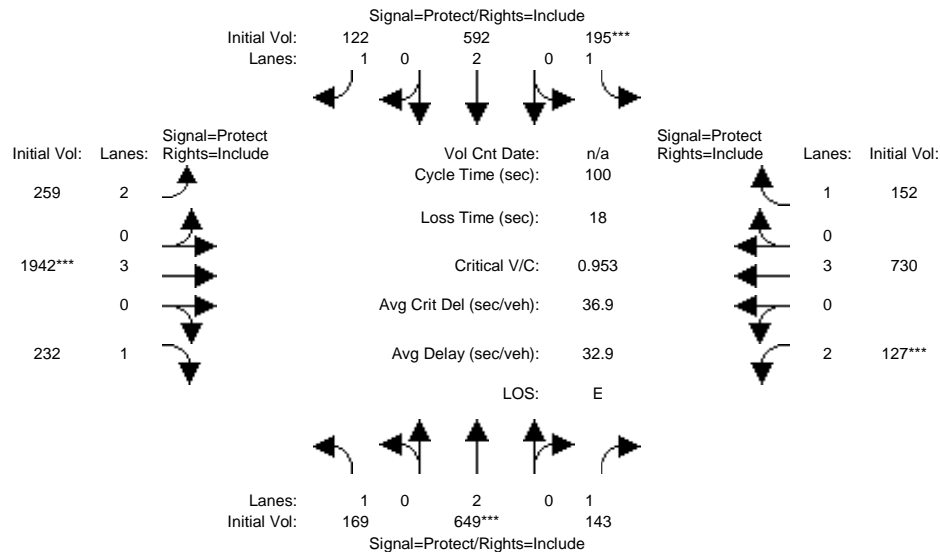 Signal=Protect/Rights=Include
Initial Vol: 122 592 195***
Lanes: 1 0 2 0 1
Signal=Protect
Initial Vol: Lanes: Rights=Include
Vol Cnt Date: n/a
Signal=Protect
Rights=Include Lanes: Initial Vol:
Cycle Time (sec): 100
259 2
1 152
Loss Time (sec): 18
0
0
1942*** 3
Critical V/C: 0.953
3 730
0
Avg Crit Del (sec/veh): 36.9
0
232 1
Avg Delay (sec/veh): 32.9
2 127***
LOS: E
Lanes: 1 0 2 0 1
Initial Vol: 169 649*** 143
Signal=Protect/Rights=Include